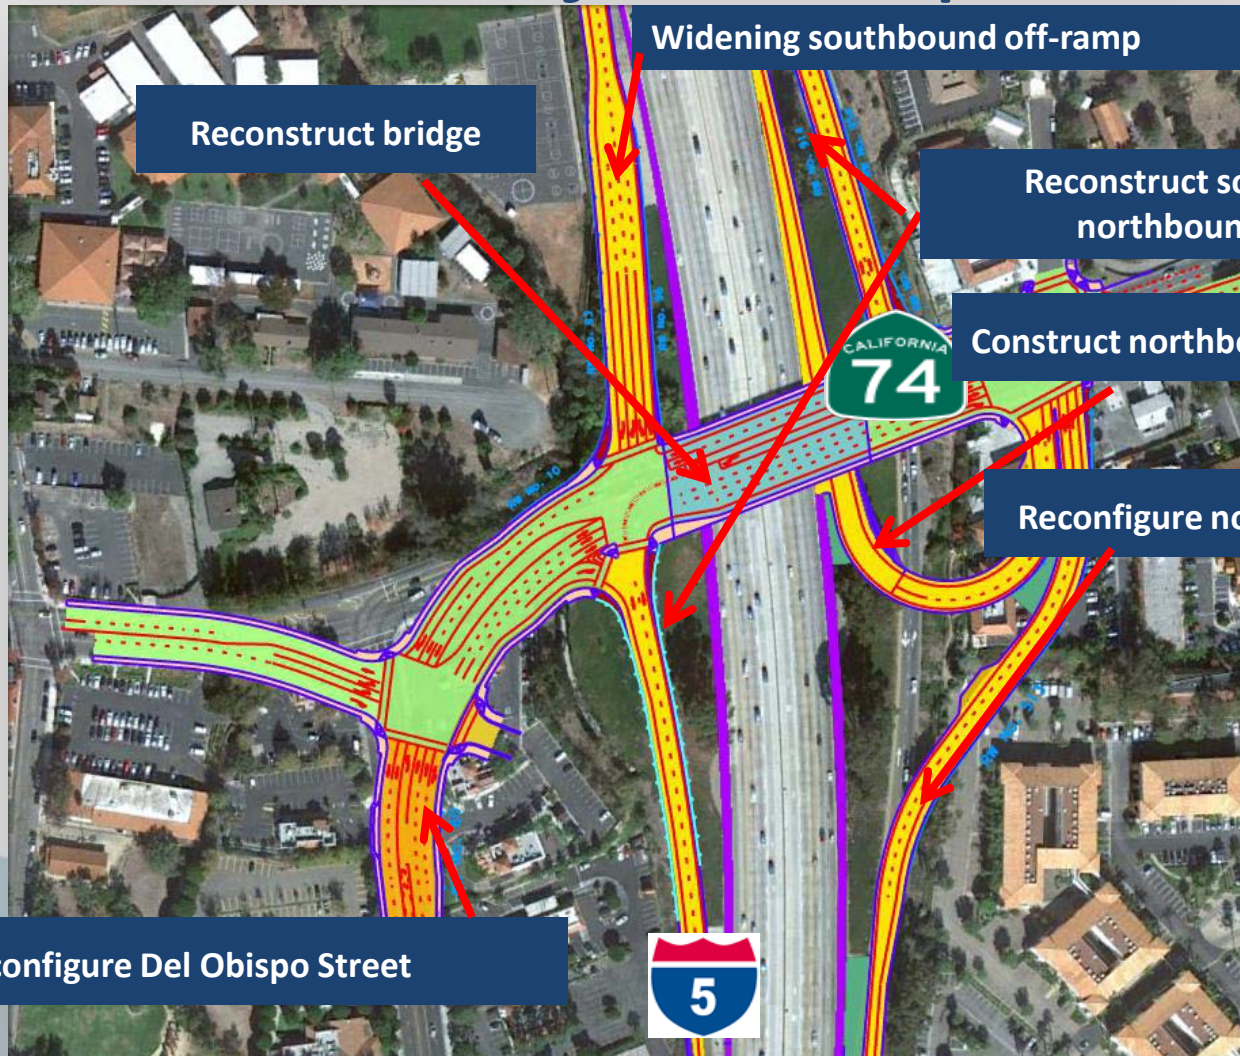 Widening southbound off-ramp
Reconstruct bridge
Reconstruct so
northboun
CALIFORNIA
74
Construct northbo
Reconfigure no
configure Del Obispo Street
5